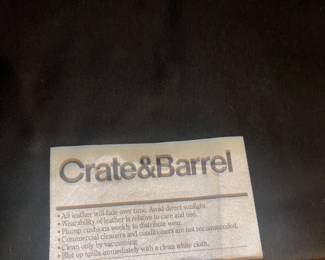 Crate&Barrel
• All leather will fade over time. Avoid direct sunlight.
• Wearability of leather is relative to care and use.
• Plump cushions weekly to distribute wear.
• Commercial cleaners and conditioners are not recommended.
• Clean only by vacuuming
• Blot up spills immediately with a clean white cloth.